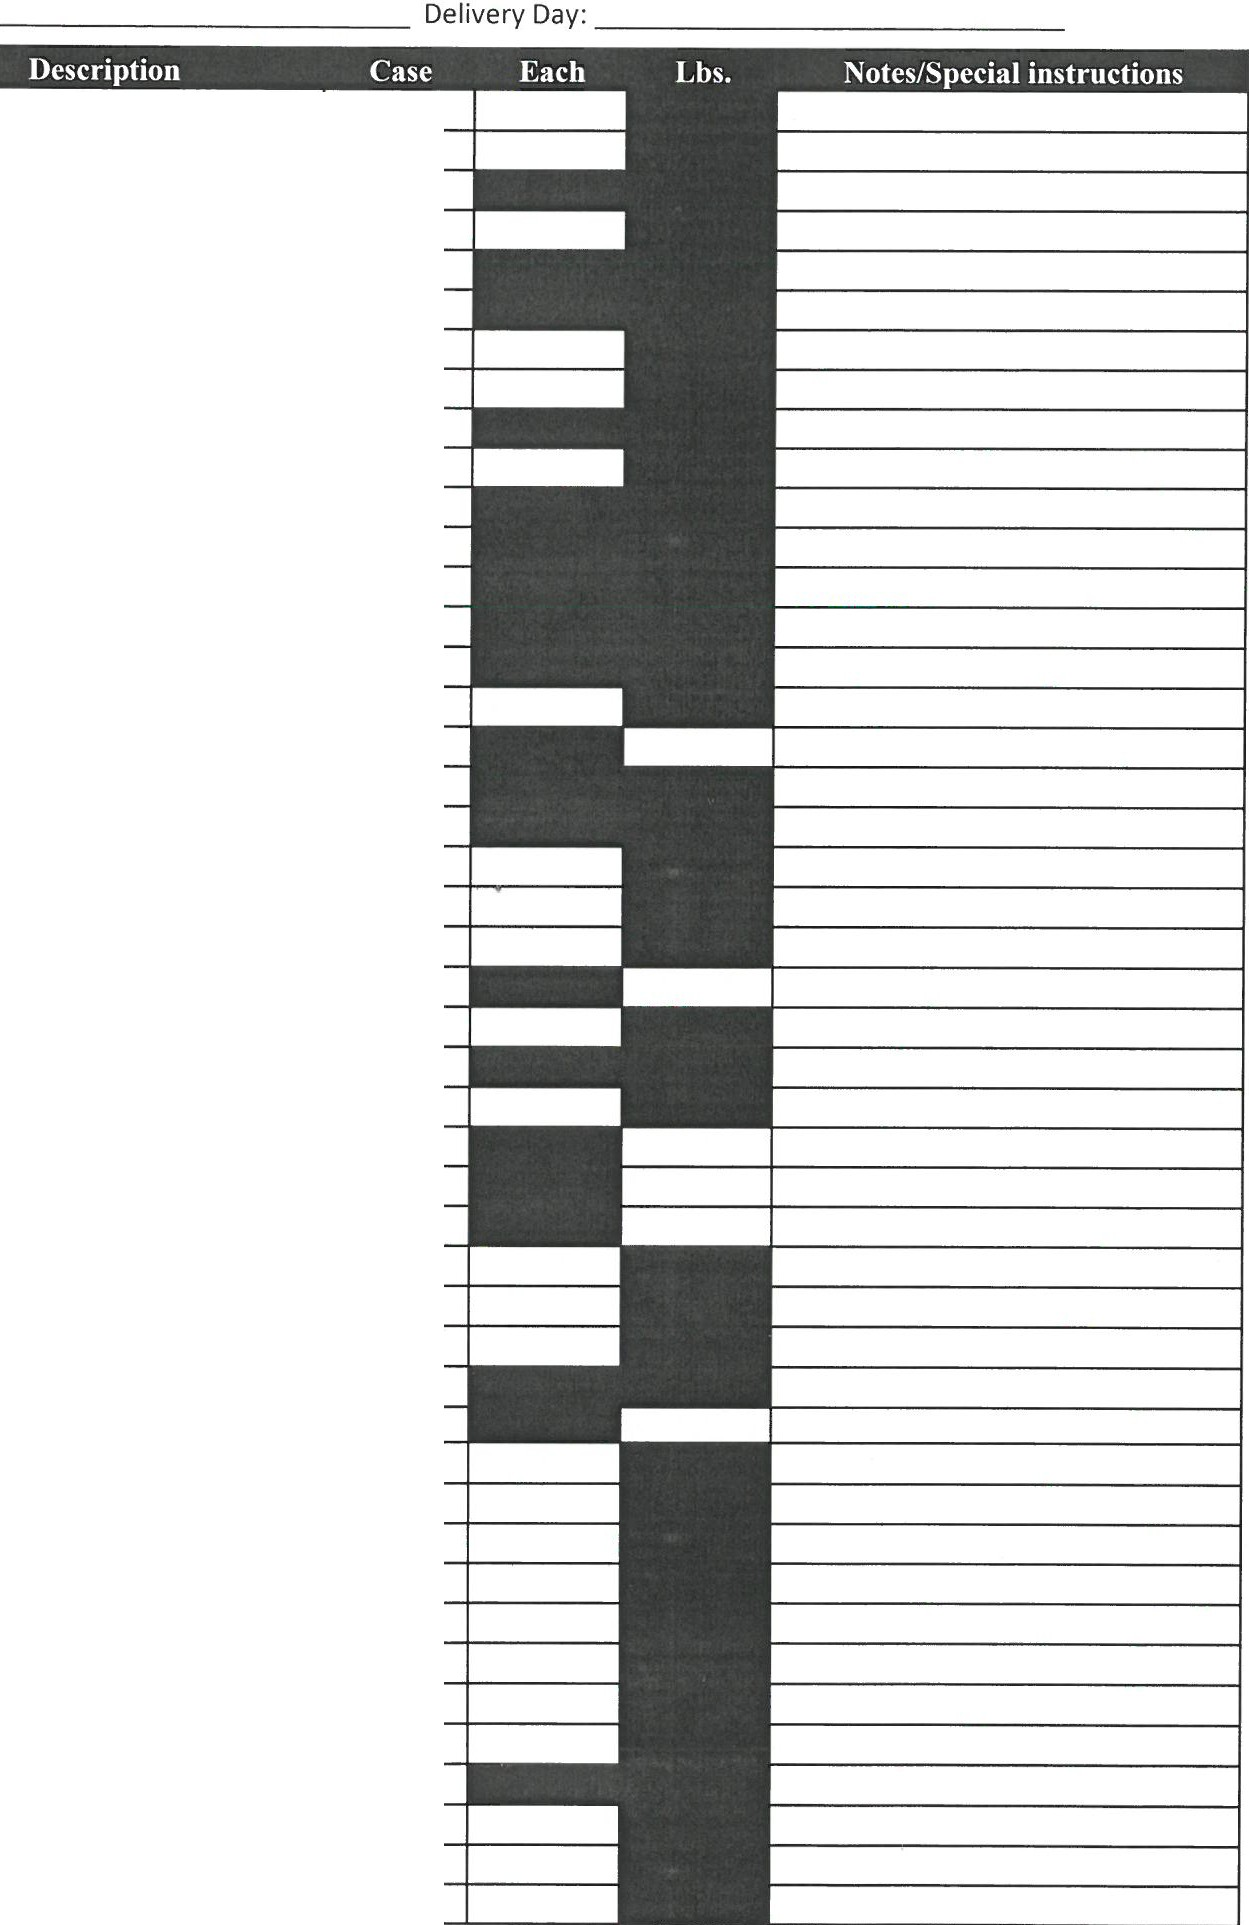 Delivery Day:
Description Case Each Lbs. Notes/Special instructions